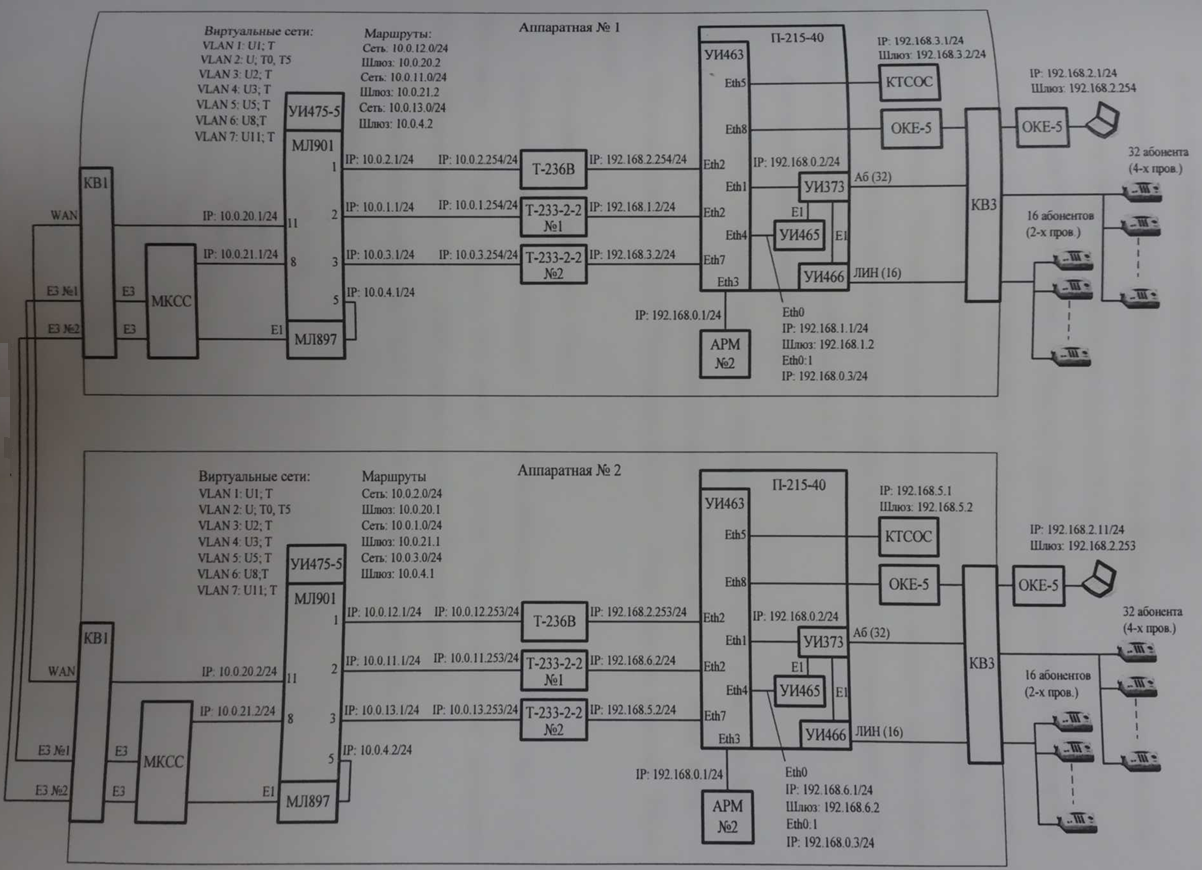 Аппаратная № 1
Виртуальные сети:
VLAN 1: U1; T
VLAN 2: U; T0, T5
VLAN 3: U2; T
VLAN 4: U3; T
VLAN 5: U5; T
VLAN 6: U8;T
VLAN 7: U11; T
Маршруты:
Сеть: 10.0.12.0/24
Шлюз: 10.0.20.2
Сеть: 10.0.11.0/24
Шлюз: 10.0.21.2
Сеть: 10.0.13.0/24
Шлюз: 10.0.4.2
УИ475-5
МЛ901
1
2
3
5
11
8
МЛ897
КВ1
WAN
E3 №1
E3 №2
E3
E3
МКСС
E1
IP: 10.0.20.1/24
IP: 10.0.21.1/24
IP: 10.0.2.1/24
IP: 10.0.2.254/24
Т-236В
IP: 192.168.2.254/24
IP: 10.0.1.1/24
IP: 10.0.1.254/24
Т-233-2-2
№1
IP: 192.168.1.2/24
IP: 10.0.3.1/24
IP: 10.0.3.254/24
Т-233-2-2
№2
IP: 192.168.3.2/24
IP: 10.0.4.1/24
П-215-40
УИ463
Eth5
Eth8
Eth2
Eth1
Eth2
Eth4
Eth7
Eth3
IP: 192.168.0.2/24
УИ373
E1
УИ465
E1
УИ466
Аб (32)
ЛИН (16)
IP: 192.168.3.1/24
Шлюз: 192.168.3.2/24
КТСОС
ОКЕ-5
КВ3
ОКЕ-5
IP: 192.168.2.1/24
Шлюз: 192.168.2.254
32 абонента
(4-х пров.)
16 абонентов
(2-х пров.)
IP: 192.168.0.1/24
АРМ
№2
Eth0
IP: 192.168.1.1/24
Шлюз: 192.168.1.2
Eth0:1
IP: 192.168.0.3/24
Аппаратная № 2
Виртуальные сети:
VLAN 1: U1; T
VLAN 2: U; T0, T5
VLAN 3: U2; T
VLAN 4: U3; T
VLAN 5: U5; T
VLAN 6: U8;T
VLAN 7: U11; T
Маршруты
Сеть: 10.0.2.0/24
Шлюз: 10.0.20.1
Сеть: 10.0.1.0/24
Шлюз: 10.0.21.1
Сеть: 10.0.3.0/24
Шлюз: 10.0.4.1
УИ475-5
МЛ901
1
2
3
5
11
8
МЛ897
КВ1
WAN
E3 №1
E3 №2
E3
E3
МКСС
E1
IP: 10.0.20.2/24
IP: 10.0.21.2/24
IP: 10.0.12.1/24
IP: 10.0.12.253/24
Т-236В
IP: 192.168.2.253/24
IP: 10.0.11.1/24
IP: 10.0.11.253/24
Т-233-2-2
№1
IP: 192.168.6.2/24
IP: 10.0.13.1/24
IP: 10.0.13.253/24
Т-233-2-2
№2
IP: 192.168.5.2/24
IP: 10.0.4.2/24
П-215-40
УИ463
Eth5
Eth8
Eth2
Eth1
Eth2
Eth4
Eth7
Eth3
IP: 192.168.0.2/24
УИ373
E1
УИ465
E1
УИ466
Аб (32)
ЛИН (16)
IP: 192.168.5.1
Шлюз: 192.168.5.2
КТСОС
ОКЕ-5
КВ3
ОКЕ-5
IP: 192.168.2.11/24
Шлюз: 192.168.2.253
32 абонента
(4-х пров.)
16 абонентов
(2-х пров.)
IP: 192.168.0.1/24
АРМ
№2
Eth0
IP: 192.168.6.1/24
Шлюз: 192.168.6.2
Eth0:1
IP: 192.168.0.3/24